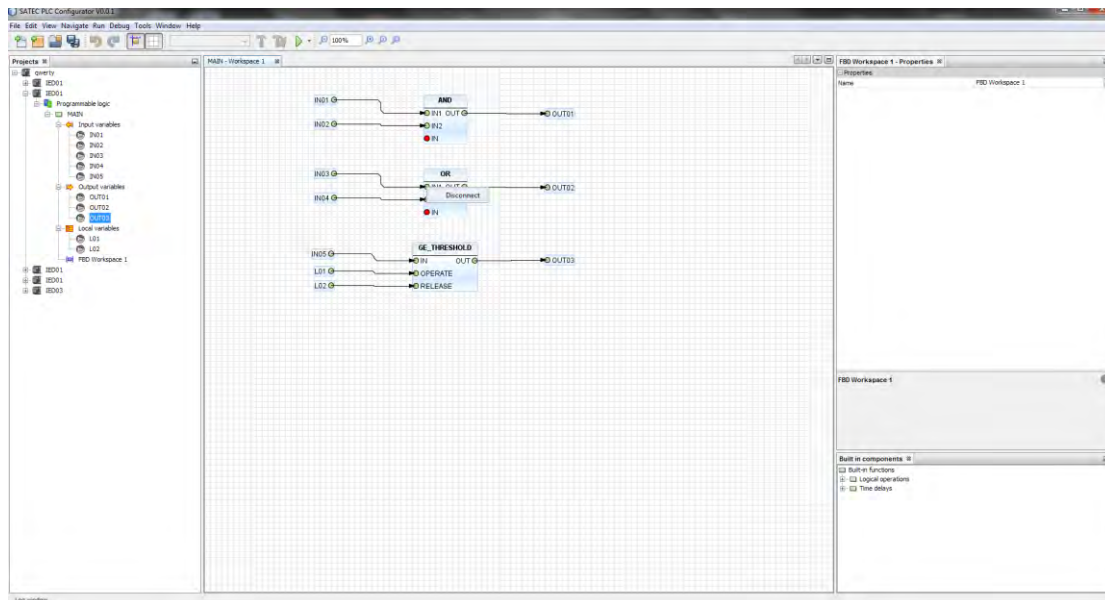 SATEC PLC Configurator V0.0.1
File Edit View Navigate Run Debug Tools Window Help
100%
Projects
qwerty
IED01
IED01
Programmable logic
MAIN
Input variables
IN01
IN02
IN03
IN04
IN05
Output variables
OUT01
OUT02
OUT03
Local variables
L01
L02
FBD Workspace 1
IED01
IED01
IED03
MAIN - Workspace 1
IN01
IN02
AND
IN1 OUT
IN2
IN
OUT01
IN03
IN04
OR
Disconnect
IN
OUT02
IN05
L01
L02
GE_THRESHOLD
IN OUT
OPERATE
RELEASE
OUT03
FBD Workspace 1 - Properties
Properties
Name FBD Workspace 1
FBD Workspace 1
Built in components
Built-in functions
Logical operations
Time delays